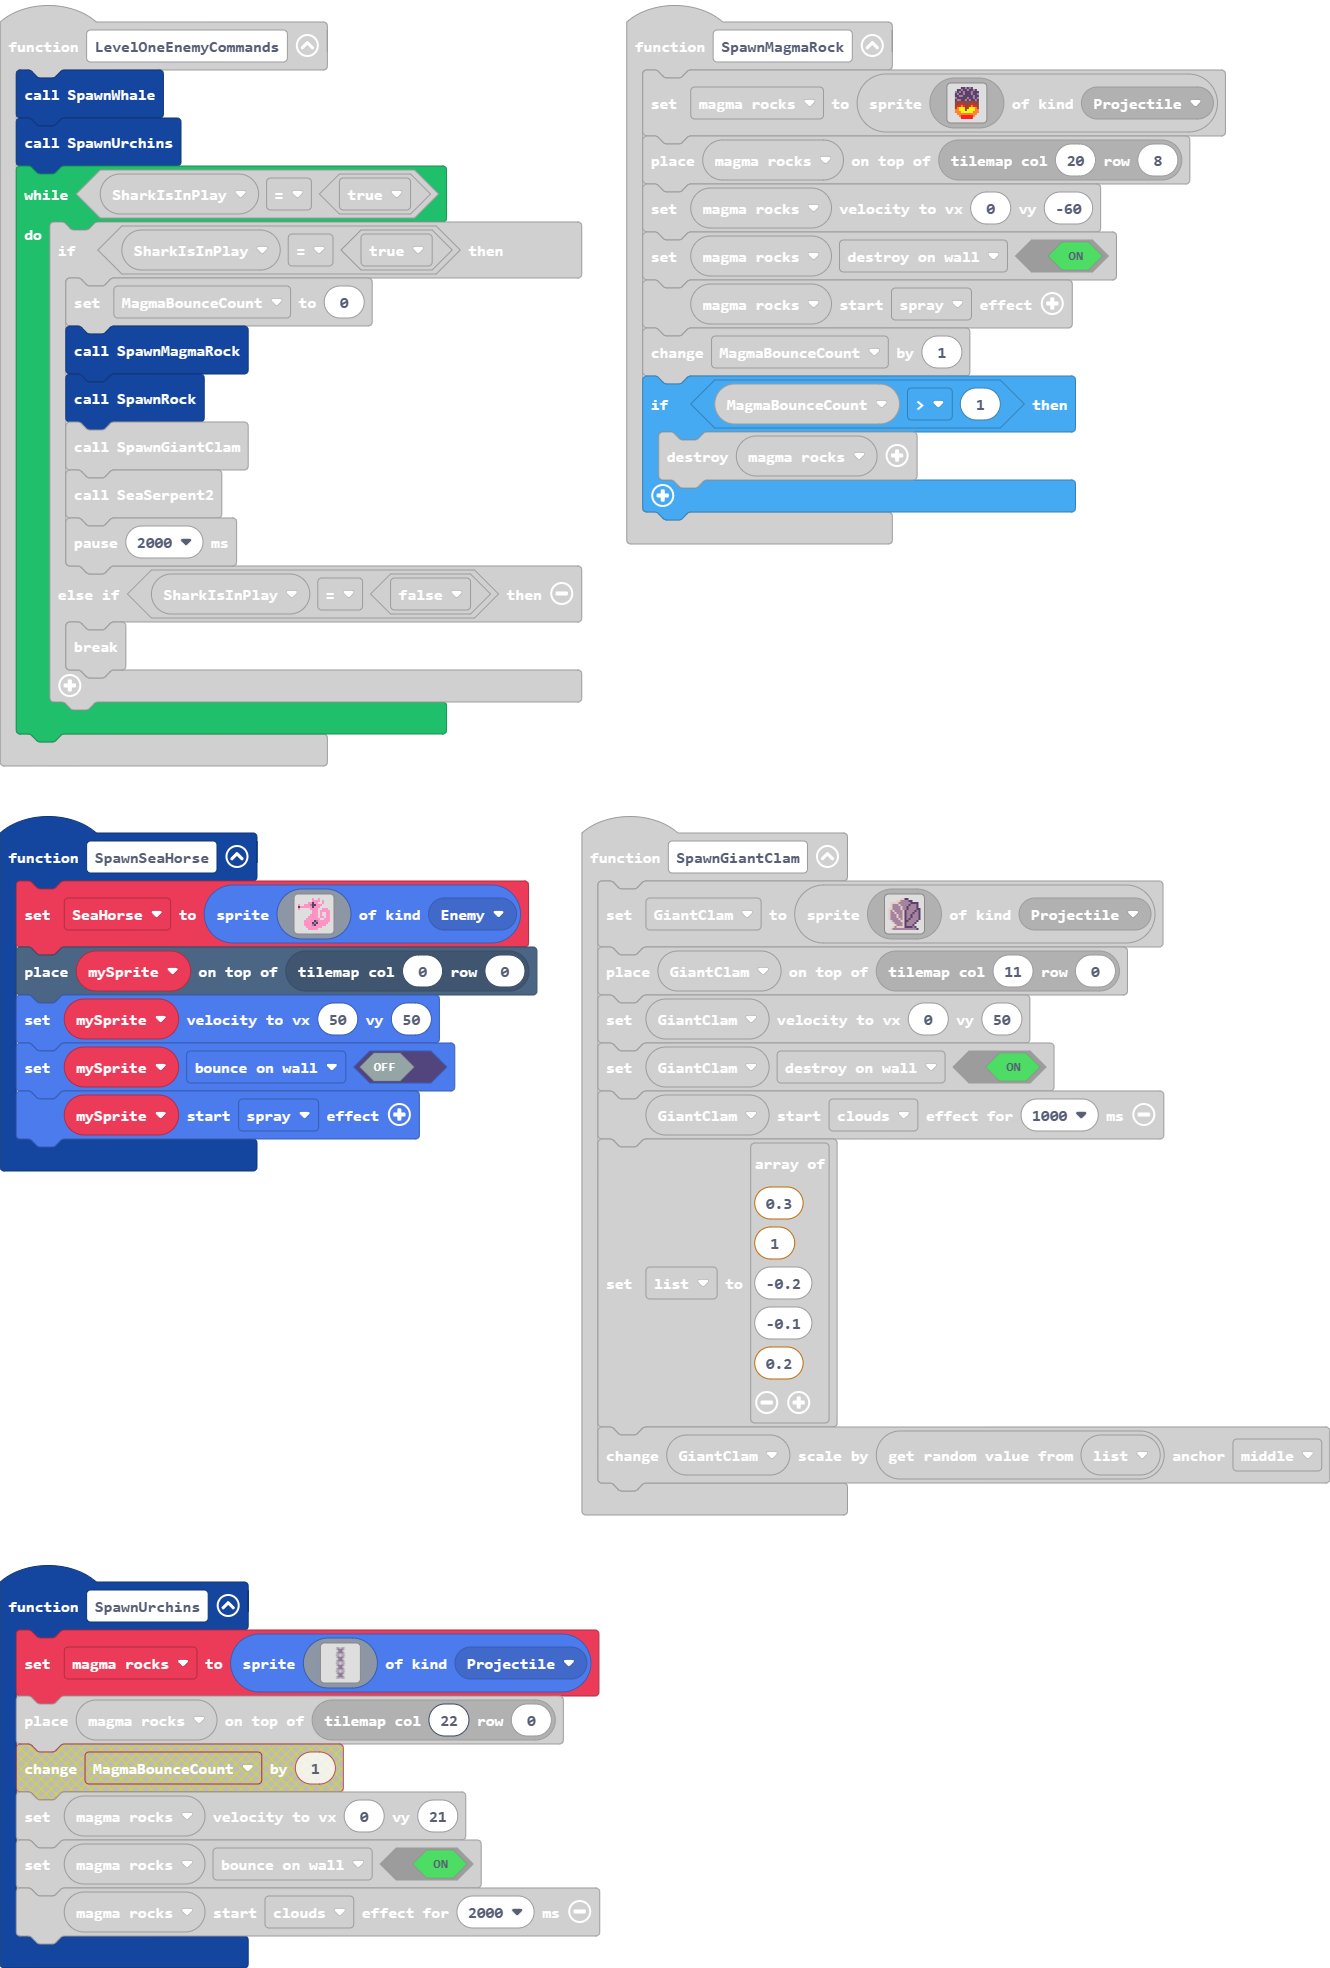 function LevelOneEnemyCommands
call SpawnWhale
call SpawnUrchins
while SharkIsInPlay = true
do
if SharkIsInPlay = true then
set MagmaBounceCount to 0
call SpawnMagmaRock
call SpawnRock
call SpawnGiantClam
call SeaSerpent2
pause 2000 ms
else if SharkIsInPlay = false then
break
function SpawnMagmaRock
set magma rocks to sprite of kind Projectile
place magma rocks on top of tilemap col 20 row 8
set magma rocks velocity to vx 0 vy -60
set magma rocks destroy on wall ON
magma rocks start spray effect
change MagmaBounceCount by 1
if MagmaBounceCount > 1 then
destroy magma rocks
function SpawnSeaHorse
set SeaHorse to sprite of kind Enemy
place mySprite on top of tilemap col 0 row 0
set mySprite velocity to vx 50 vy 50
set mySprite bounce on wall OFF
mySprite start spray effect
function SpawnGiantClam
set GiantClam to sprite of kind Projectile
place GiantClam on top of tilemap col 11 row 0
set GiantClam velocity to vx 0 vy 50
set GiantClam destroy on wall ON
GiantClam start clouds effect for 1000 ms
array of
0.3
1
set list to -0.2
-0.1
0.2
change GiantClam scale by get random value from list anchor middle
function SpawnUrchins
set magma rocks to sprite of kind Projectile
place magma rocks on top of tilemap col 22 row 0
change MagmaBounceCount by 1
set magma rocks velocity to vx 0 vy 21
set magma rocks bounce on wall ON
magma rocks start clouds effect for 2000 ms